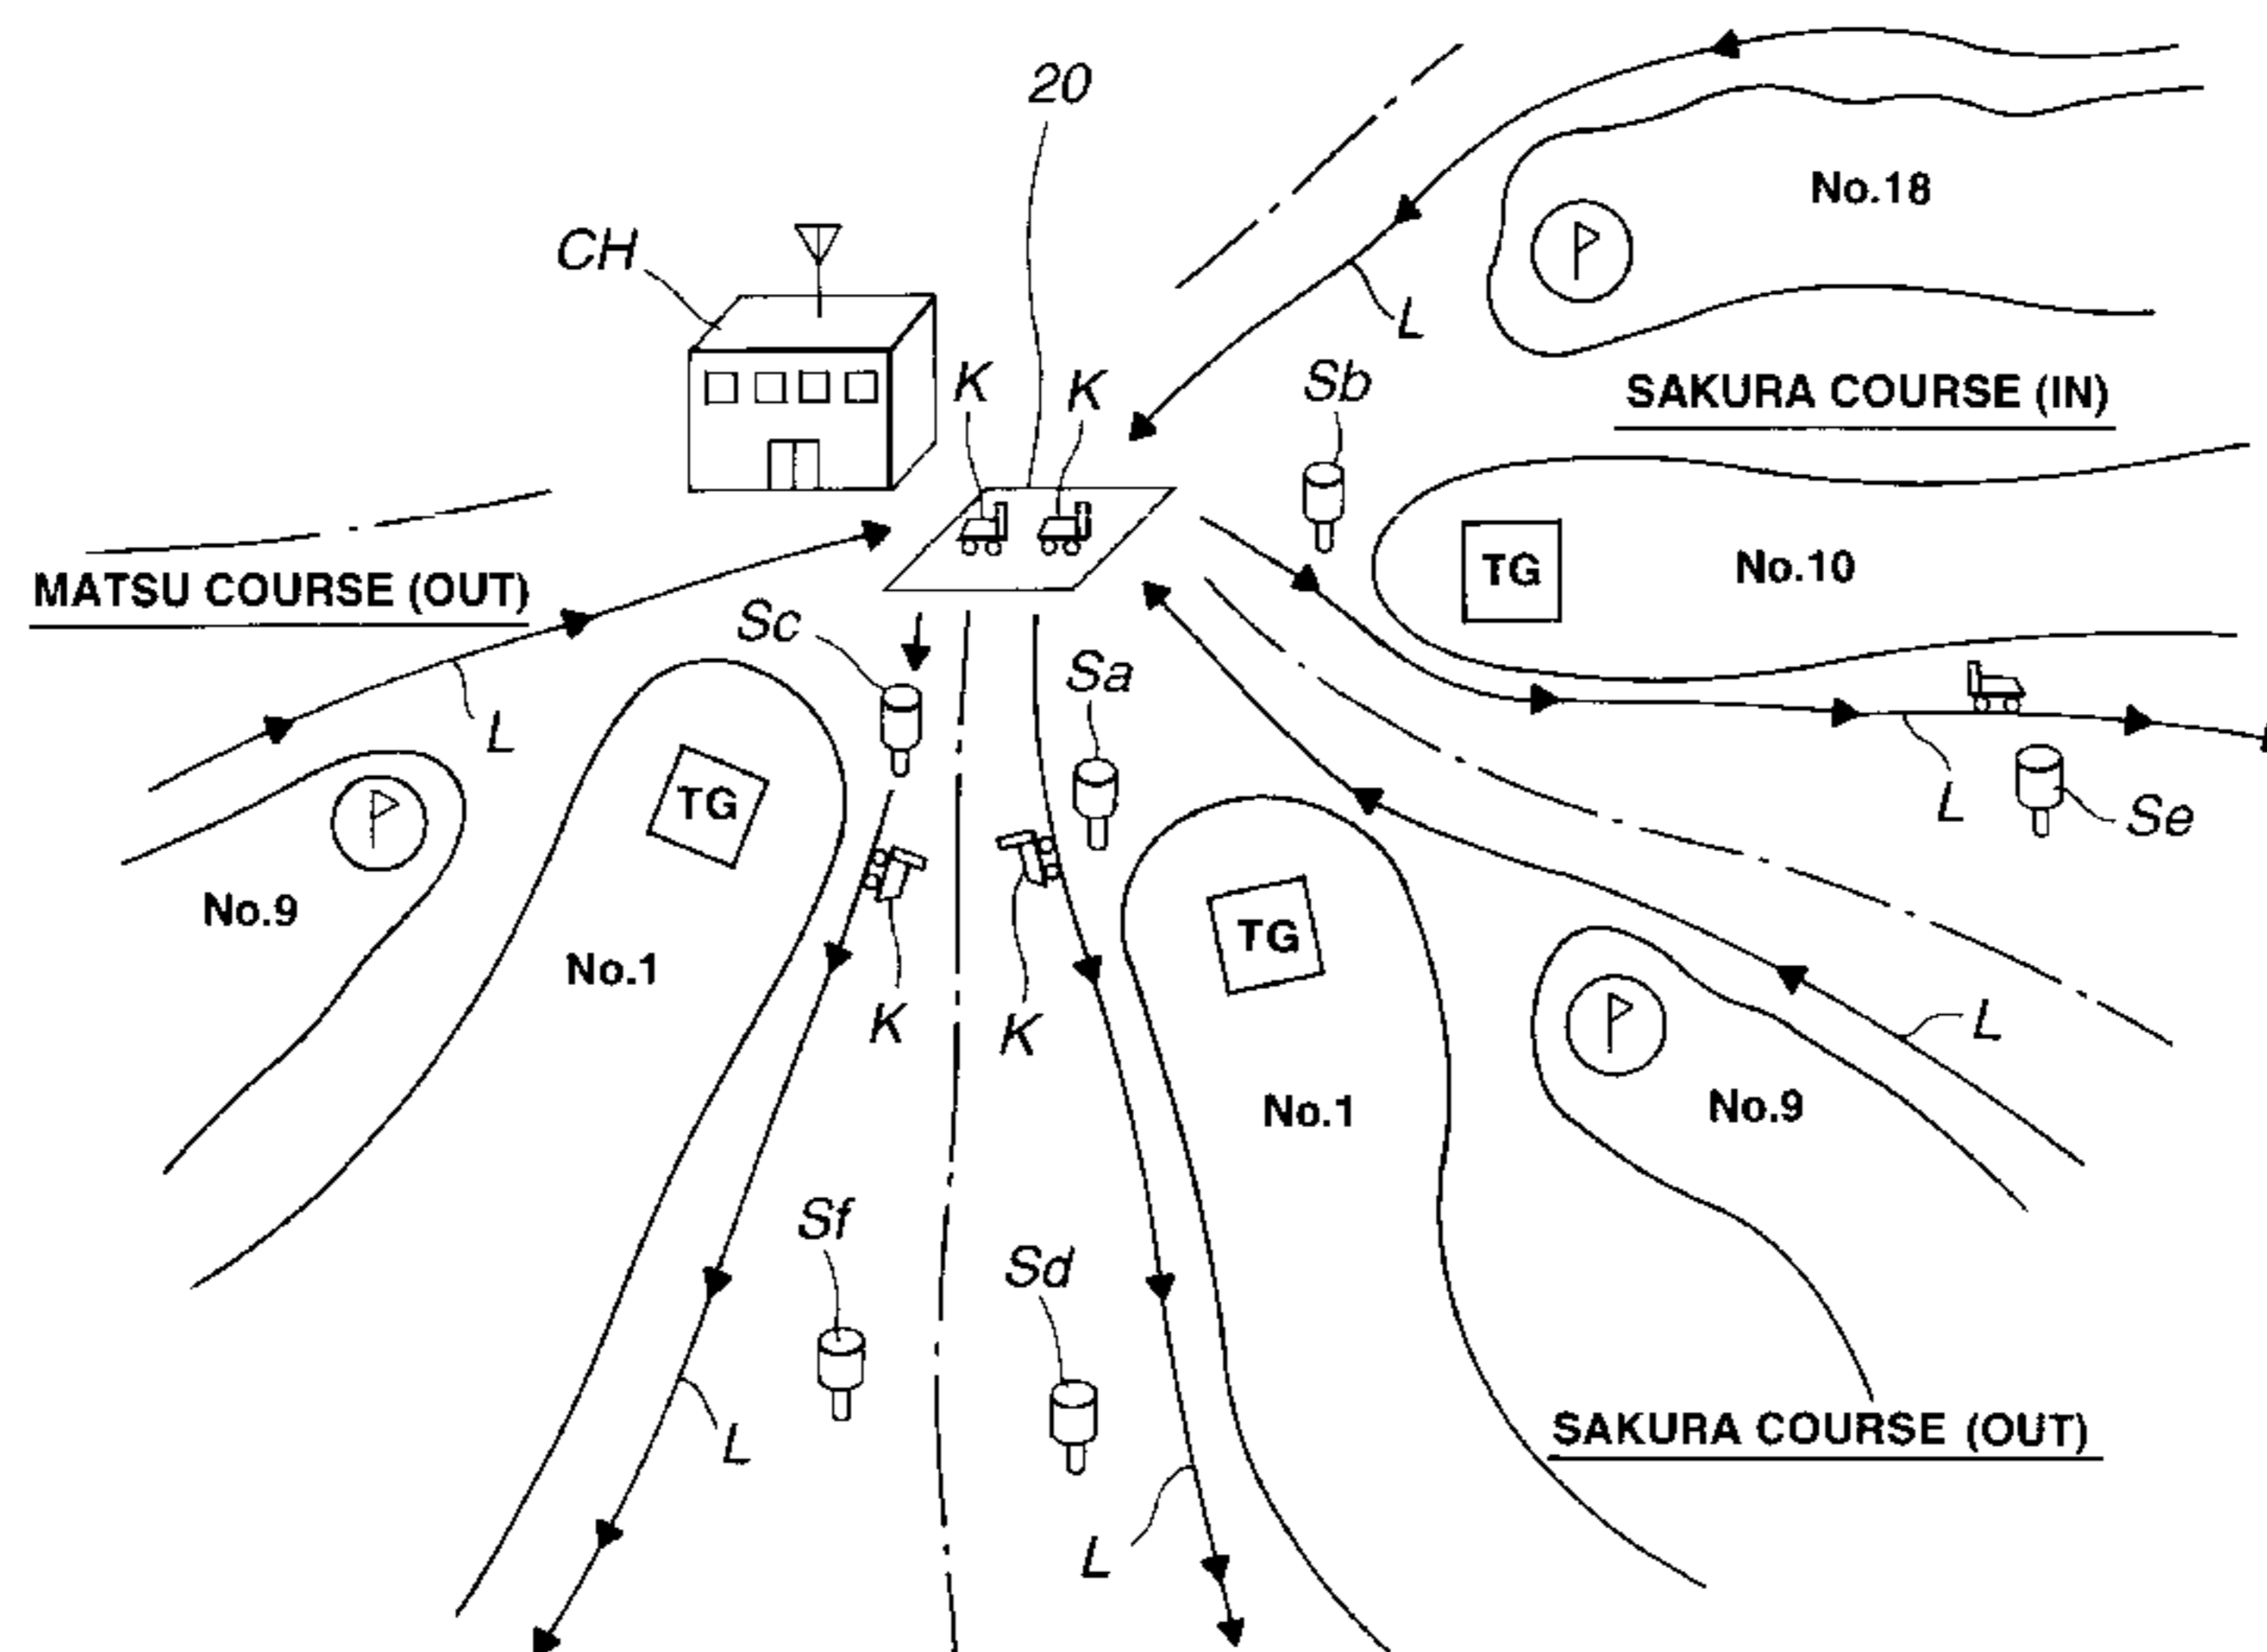 20
No.18
CH
L
K
K
Sb
SAKURA COURSE (IN)
TG
No.10
MATSU COURSE (OUT)
Sc
Sa
L
TG
L
Se
No.9
No.1
TG
K
K
L
No.1
No.9
Sf
Sd
SAKURA COURSE (OUT)
L
L